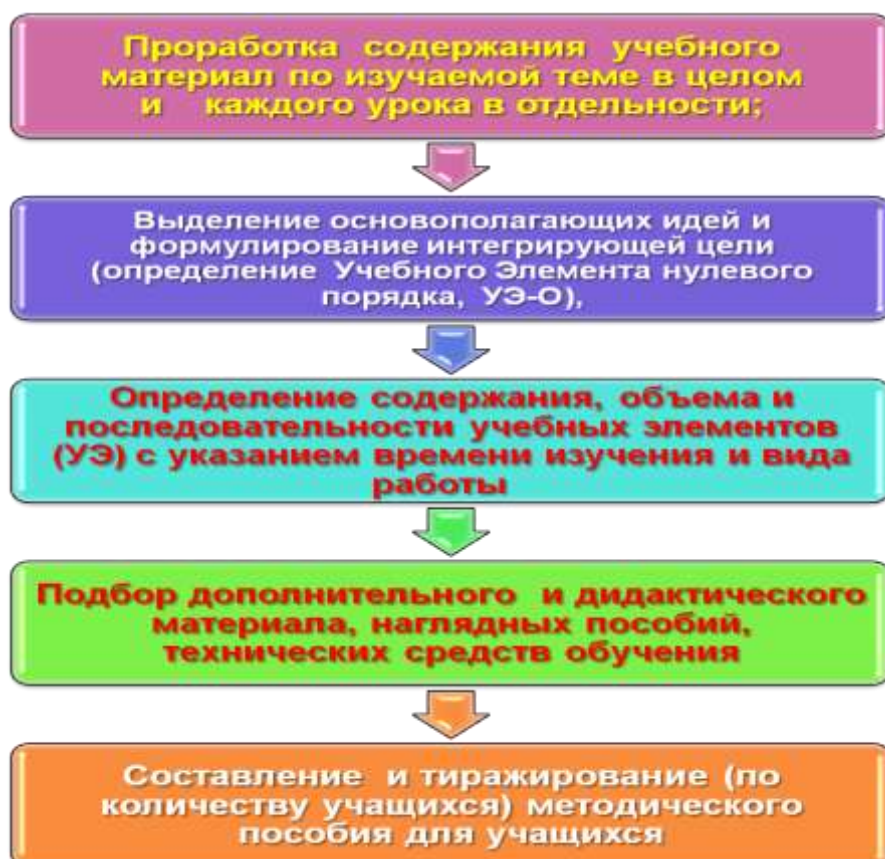 Проработка содержания учебного
материал по изучаемой теме в целом
и каждого урока в отдельности;
Выделение основополагающих идей и
формулирование интегрирующей цели
(определение Учебного Элемента нулевого
порядка, УЭ-О),
Определение содержания, объема и
последовательности учебных элементов
(УЭ) с указанием времени изучения и вида
работы
Подбор дополнительного и дидактического
материала, наглядных пособий,
технических средств обучения
Составление и тиражирование (по
количеству учащихся) методического
пособия для учащихся